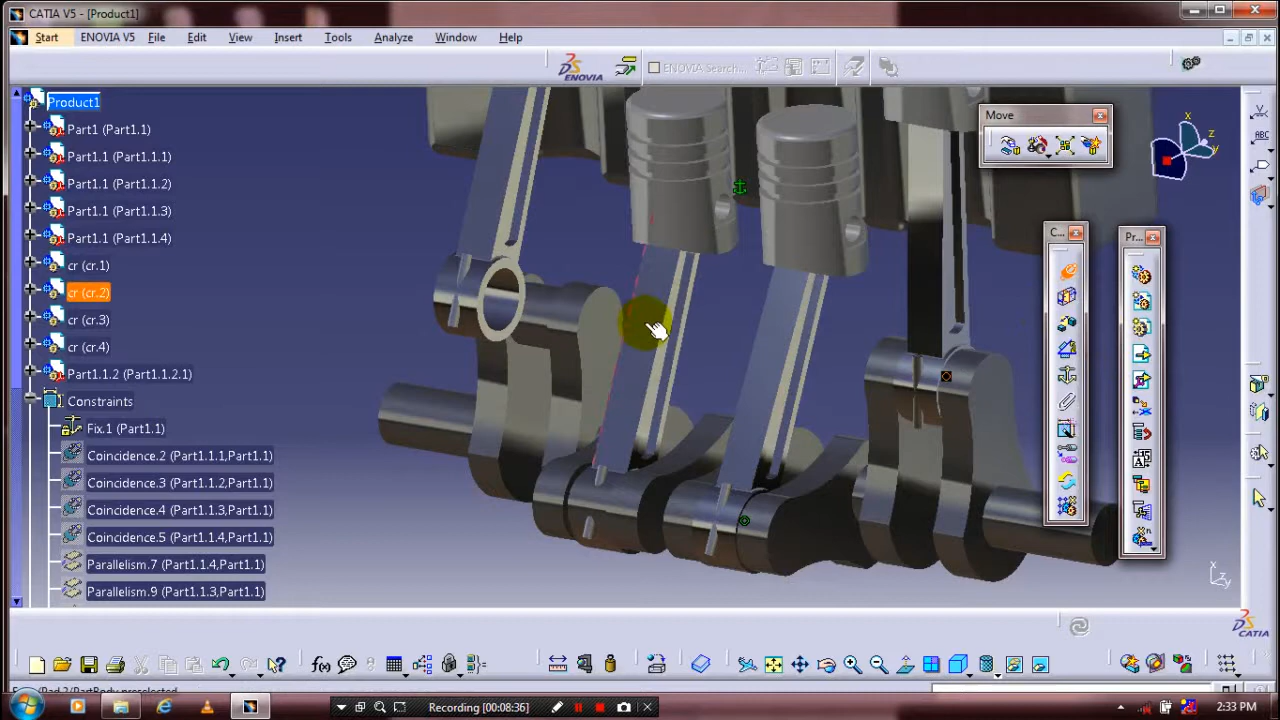 CATIA V5 - [Product1]
Start ENOVIA V5 File Edit View Insert Tools Analyze Window Help
ENOVIA
ENOVIA Search...
Product1
Part1 (Part1.1)
Part1.1 (Part1.1.1)
Part1.1 (Part1.1.2)
Part1.1 (Part1.1.3)
Part1.1 (Part1.1.4)
cr (cr.1)
cr (cr.2)
cr (cr.3)
cr (cr.4)
Part1.1.2 (Part1.1.2.1)
Constraints
Fix.1 (Part1.1)
Coincidence.2 (Part1.1.1,Part1.1)
Coincidence.3 (Part1.1.2,Part1.1)
Coincidence.4 (Part1.1.3,Part1.1)
Coincidence.5 (Part1.1.4,Part1.1)
Parallelism.7 (Part1.1.4,Part1.1)
Parallelism.9 (Part1.1.3,Part1.1)
Move
C...
Pr...
x
z
y
ABC
x
z
y
CATIA
f(x)
Recording [00:08:36]
2:33 PM